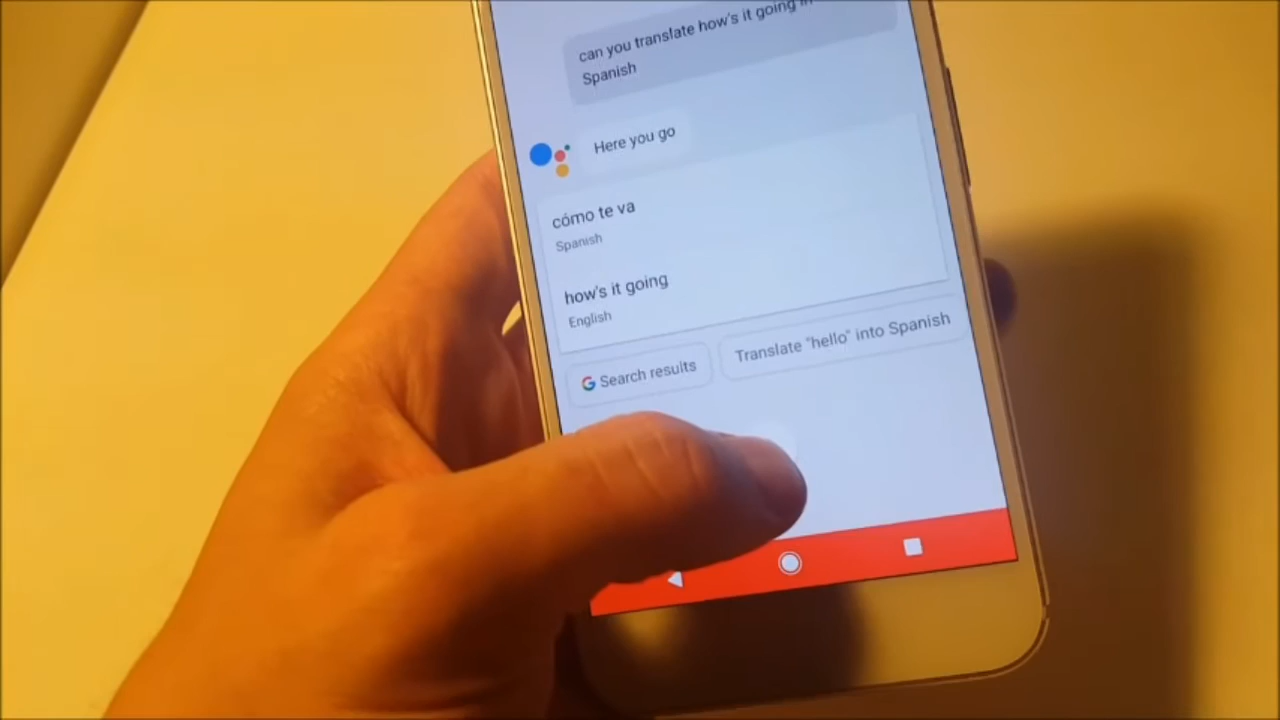 can you translate how's it going in
Spanish
Here you go
cómo te va
Spanish
how's it going
English
Search results
Translate "hello" into Spanish